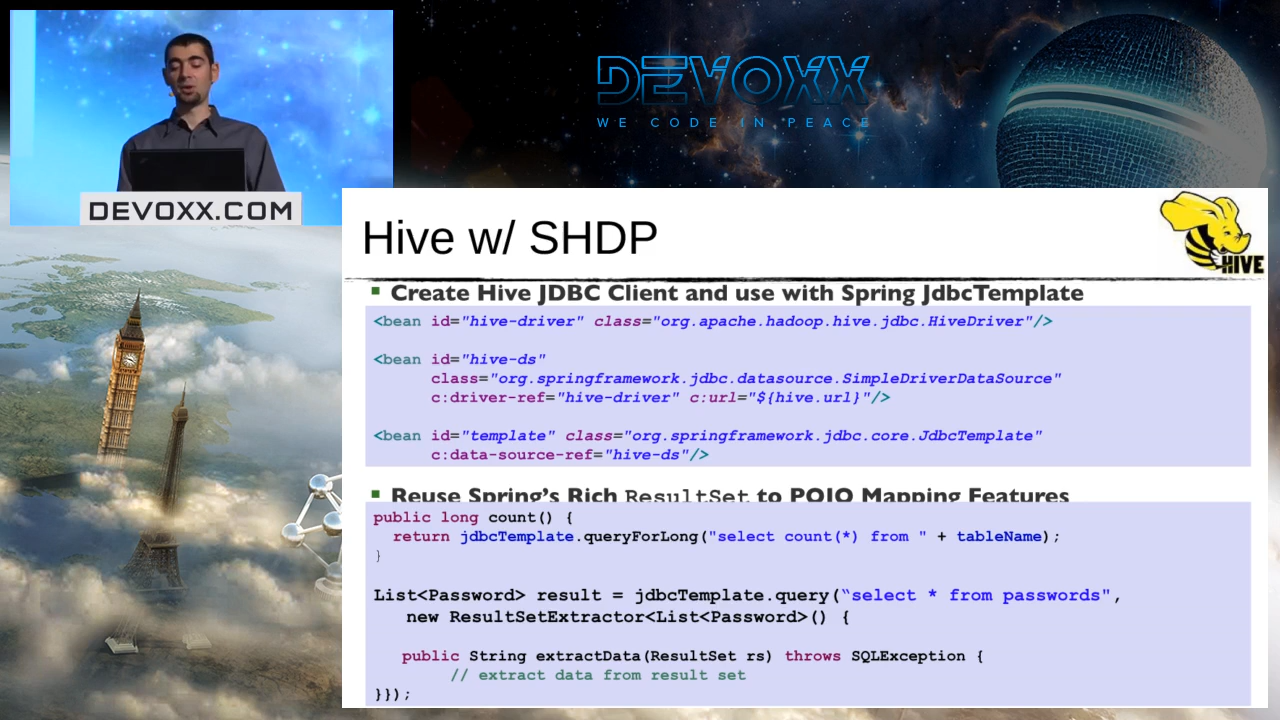 DEVOXX
WE CODE IN PEACE
DEVOXX.COM
Hive w/ SHDP
HIVE
▪ Create Hive JDBC Client and use with Spring JdbcTemplate
<bean id="hive-driver" class="org.apache.hadoop.hive.jdbc.HiveDriver"/>
<bean id="hive-ds"
class="org.springframework.jdbc.datasource.SimpleDriverDataSource"
c:driver-ref="hive-driver" c:url="${hive.url}"/>
<bean id="template" class="org.springframework.jdbc.core.JdbcTemplate"
c:data-source-ref="hive-ds"/>
▪ Reuse Spring's Rich ResultSet to POJO Mapping Features
public long count() {
return jdbcTemplate.queryForLong("select count(*) from " + tableName);
}
List<Password> result = jdbcTemplate.query(“select * from passwords",
new ResultSetExtractor<List<Password>() {
public String extractData(ResultSet rs) throws SQLException {
// extract data from result set
}});